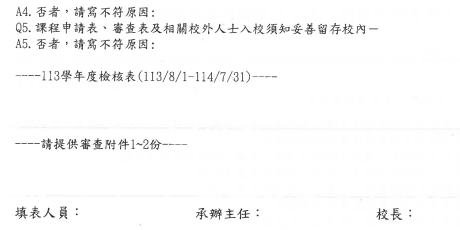 A4. 否者，請寫不符原因:
Q5. 課程申請表、審查表及相關校外人士入校須知妥善留存校內－
A5. 否者，請寫不符原因:
----113學年度檢核表(113/8/1-114/7/31)----
----請提供審查附件1~2份----
填表人員： 承辦主任： 校長：